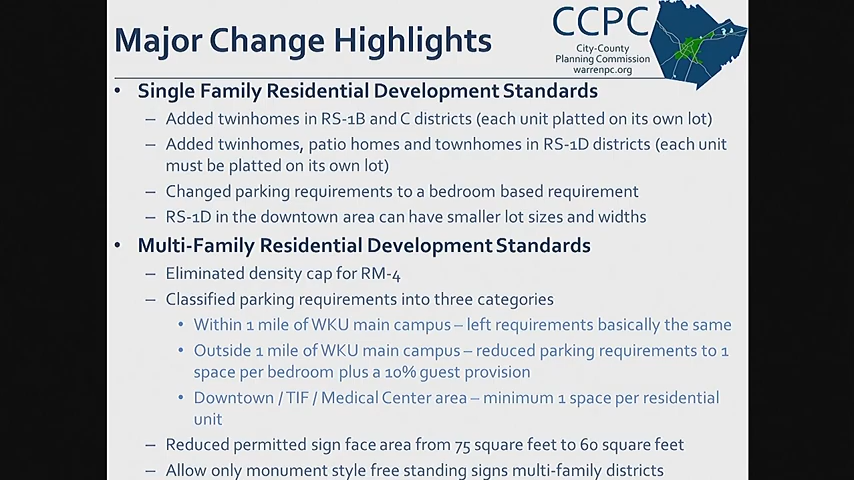 Major Change Highlights
CCPC
City-County
Planning Commission
warrenpc.org
• Single Family Residential Development Standards
– Added twinhomes in RS-1B and C districts (each unit platted on its own lot)
– Added twinhomes, patio homes and townhomes in RS-1D districts (each unit
must be platted on its own lot)
– Changed parking requirements to a bedroom based requirement
– RS-1D in the downtown area can have smaller lot sizes and widths
• Multi-Family Residential Development Standards
– Eliminated density cap for RM-4
– Classified parking requirements into three categories
• Within 1 mile of WKU main campus – left requirements basically the same
• Outside 1 mile of WKU main campus – reduced parking requirements to 1
space per bedroom plus a 10% guest provision
• Downtown / TIF / Medical Center area – minimum 1 space per residential
unit
– Reduced permitted sign face area from 75 square feet to 60 square feet
– Allow only monument style free standing signs multi-family districts